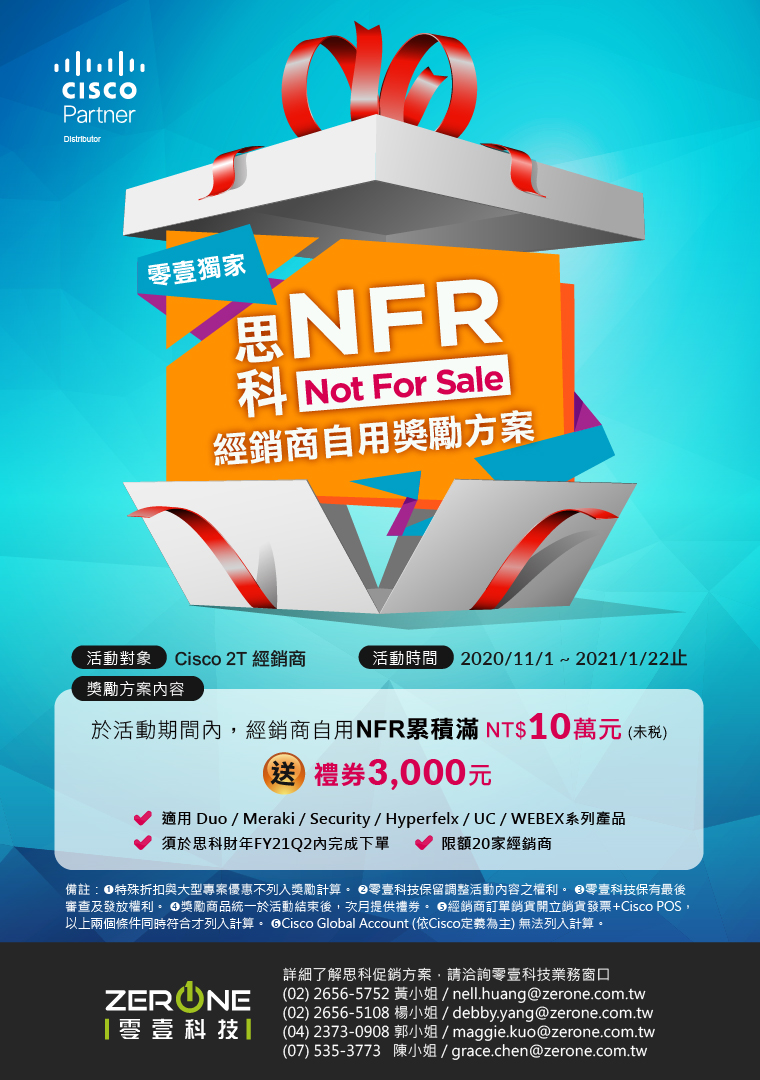 CISCO
Partner
Distributor
零壹獨家
思科
NFR
Not For Sale
經銷商自用獎勵方案
活動對象 Cisco 2T 經銷商
活動時間 2020/11/1 ~ 2021/1/22止
獎勵方案內容
於活動期間內，經銷商自用NFR累積滿 NT$10萬元 (未稅)
送 禮券3,000元
適用 Duo / Meraki / Security / Hyperfelx / UC / WEBEX系列產品
須於思科財年FY21Q2內完成下單 限額20家經銷商
備註：❶特殊折扣與大型專案優惠不列入獎勵計算。 ❷零壹科技保留調整活動內容之權利。 ❸零壹科技保有最後
審查及發放權利。 ❹獎勵商品統一於活動結束後，次月提供禮券。 ❺經銷商訂單銷貨開立銷貨發票+Cisco POS，
以上兩個條件同時符合才列入計算。 ❻Cisco Global Account (依Cisco定義為主) 無法列入計算。
ZERONE
零壹科技
詳細了解思科促銷方案，請洽詢零壹科技業務窗口
(02) 2656-5752 黃小姐 / nell.huang@zerone.com.tw
(02) 2656-5108 楊小姐 / debby.yang@zerone.com.tw
(04) 2373-0908 郭小姐 / maggie.kuo@zerone.com.tw
(07) 535-3773 陳小姐 / grace.chen@zerone.com.tw